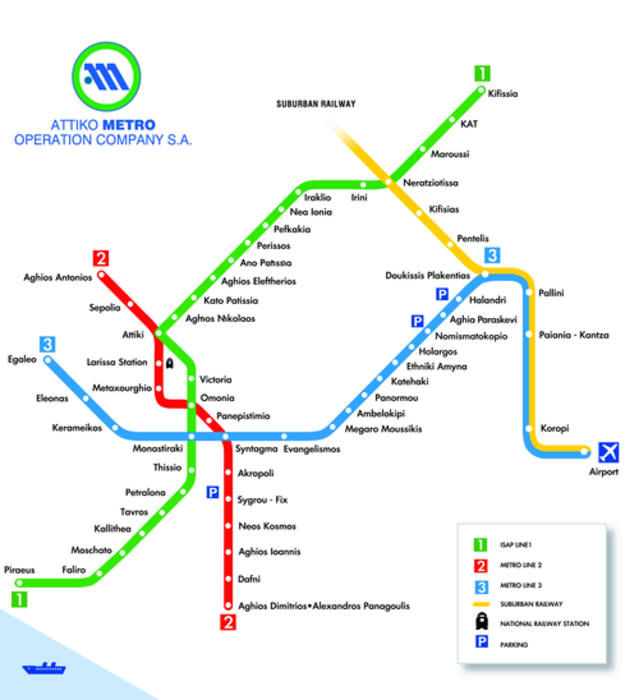 ATTIKO METRO
OPERATION COMPANY S.A.
SUBURBAN RAILWAY
1
Kifissia
KAT
Maroussi
Neratziotissa
Irini
Iraklio
Nea Ionia
Pefkakia
Perissos
Ano Patissia
Aghios Eleftherios
Kato Patissia
Aghos Nikolaos
Kifisias
Pentelis
3
Doukissis Plakentias
Pallini
Paiania - Kantza
Koropi
Airport
P
Halandri
P
Aghia Paraskevi
Nomismatokopio
Holargos
Ethniki Amyna
Katehaki
Panormou
Ambelokipi
Megaro Moussikis
Evangelismos
Syntagma
2
Aghios Antonios
Sepolia
Attiki
Larissa Station
Metaxourghio
Victoria
Omonia
Panepistimio
3
Egaleo
Eleonas
Kerameikos
Monastiraki
Thissio
Petralona
Tavros
Kallithea
Moschato
Faliro
Piraeus
1
Akropoli
P
Sygrou - Fix
Neos Kosmos
Aghios Ioannis
Dafni
Aghios Dimitrios•Alexandros Panagoulis
2
1 ISAP LINE1
2 METRO LINE 2
3 METRO LINE 3
SUBURBAN RAILWAY
NATIONAL RAILWAY STATION
P PARKING